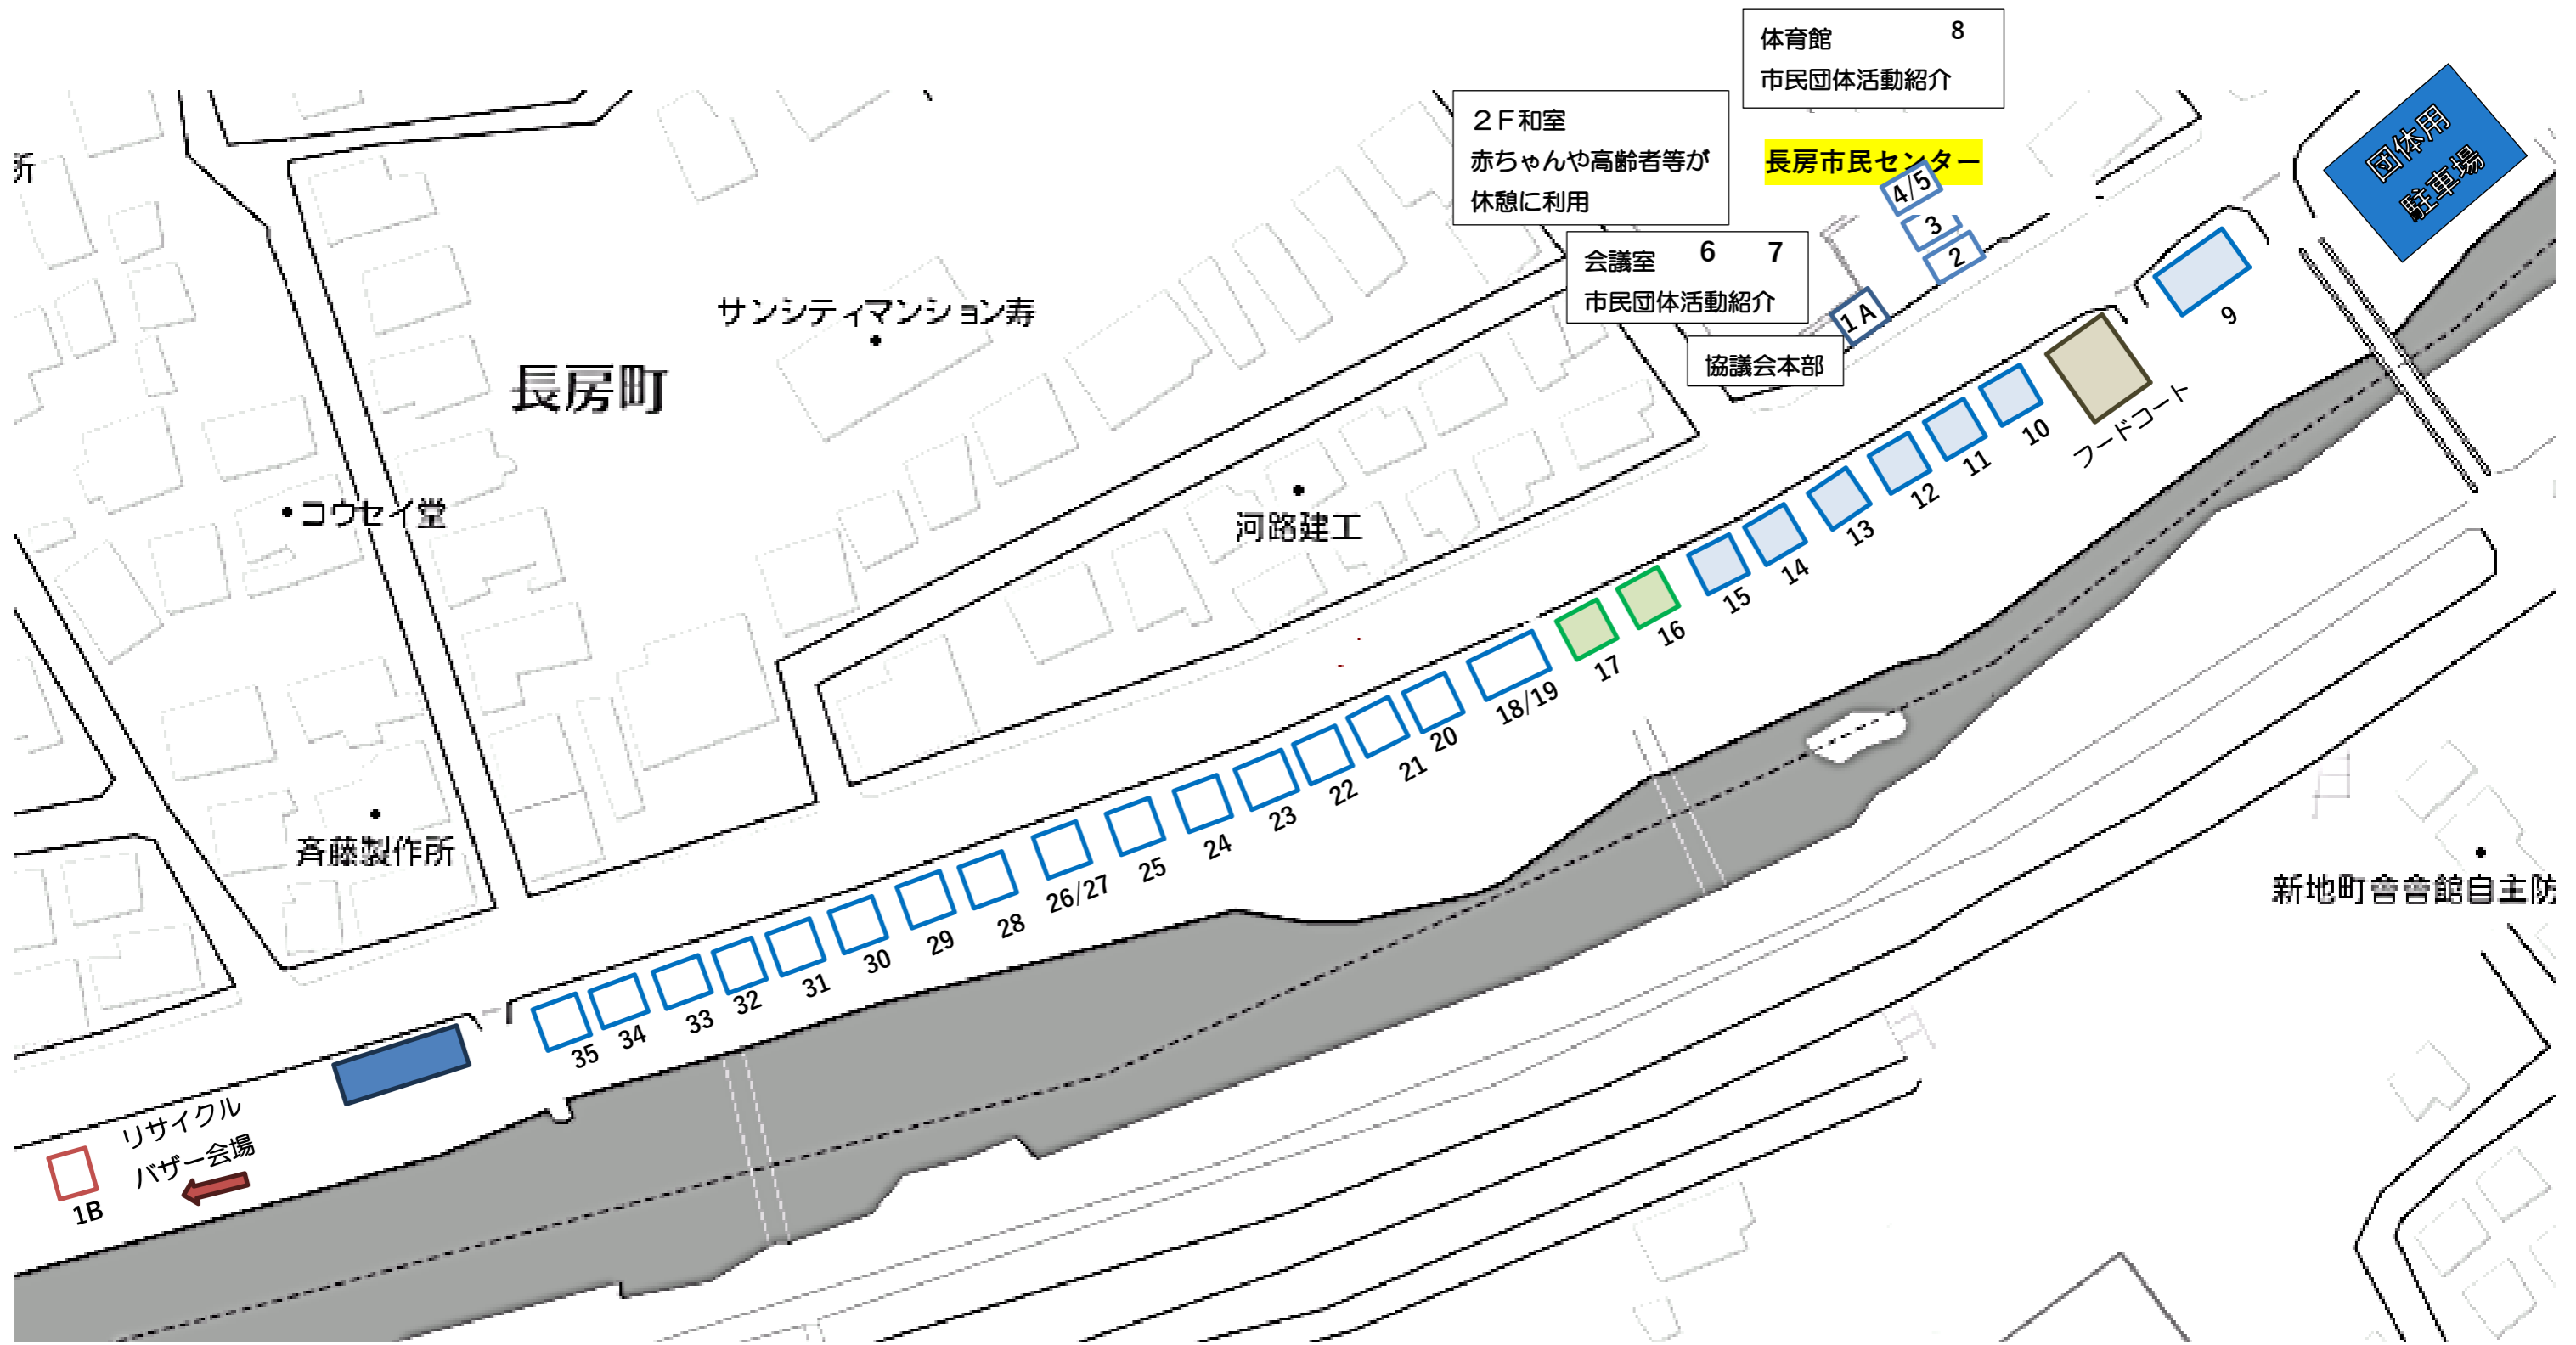 体育館 8
市民団体活動紹介
２Ｆ和室
赤ちゃんや高齢者等が
休憩に利用
長房市民センター
4/5
3
2
会議室 6 7
市民団体活動紹介
1A
協議会本部
団体用
駐車場
所
サンシティマンション寿
長房町
コウセイ堂
河路建工
斉藤製作所
新地町會會館自主防
9
フードコート
10
11
12
13
14
15
16
17
18/19
20
21
22
23
24
25
26/27
28
29
30
31
32
33
34
35
リサイクル
バザー会場
1B